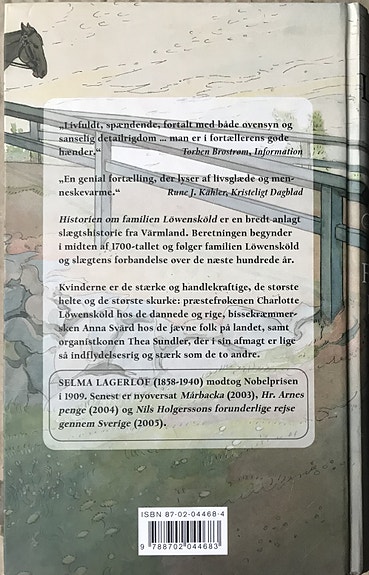 „Livfuldt, spændende, fortalt med både ovensyn og
sanselig detailrigdom ... man er i fortællerens gode
hænder.“ Torben Brostrøm, Information
„En genial fortælling, der lyser af livsglæde og men-
neskevarme.“ Rune J. Kähler, Kristeligt Dagblad
Historien om familien Löwensköld er en bredt anlagt
slægtshistorie fra Värmland. Beretningen begynder
i midten af 1700-tallet og følger familien Löwensköld
og slægtens forbandelse over de næste hundrede år.
Kvinderne er de stærke og handlekraftige, de største
helte og de største skurke: præstefrøkenen Charlotte
Löwensköld hos de dannede og rige, bissekræmmer-
sken Anna Svärd hos de jævne folk på landet, samt
organistkonen Thea Sundler, der i sin afmagt er lige
så indflydelsesrig og stærk som de to andre.
SELMA LAGERLÖF (1858-1940) modtog Nobelprisen
i 1909. Senest er nyoversat Mårbacka (2003), Hr. Arnes
penge (2004) og Nils Holgerssons forunderlige rejse
gennem Sverige (2005).
ISBN 87-02-04468-4
9 788702 044683